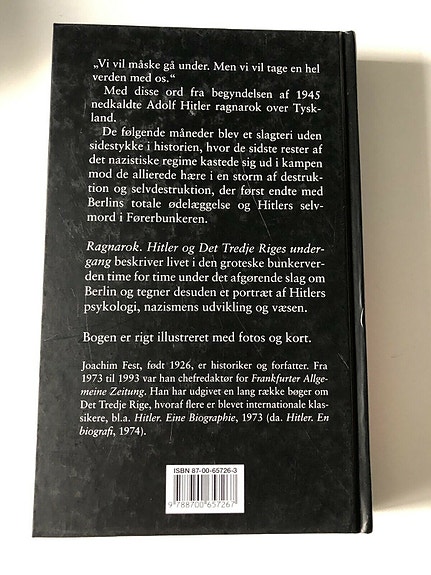 „Vi vil måske gå under. Men vi vil tage en hel
verden med os.“
Med disse ord fra begyndelsen af 1945
nedkaldte Adolf Hitler ragnarok over Tysk-
land.
De følgende måneder blev et slagteri uden
sidestykke i historien, hvor de sidste rester af
det nazistiske regime kastede sig ud i kampen
mod de allierede hære i en storm af destruk-
tion og selvdestruktion, der først endte med
Berlins totale ødelæggelse og Hitlers selv-
mord i Førerbunkeren.
Ragnarok. Hitler og Det Tredje Riges under-
gang beskriver livet i den groteske bunkerver-
den time for time under det afgørende slag om
Berlin og tegner desuden et portræt af Hitlers
psykologi, nazismens udvikling og væsen.
Bogen er rigt illustreret med fotos og kort.
Joachim Fest, født 1926, er historiker og forfatter. Fra
1973 til 1993 var han chefredaktør for Frankfurter Allge-
meine Zeitung. Han har udgivet en lang række bøger om
Det Tredje Rige, hvoraf flere er blevet internationale klas-
sikere, bl.a. Hitler. Eine Biographie, 1973 (da. Hitler. En
biografi, 1974).
ISBN 87-00-65726-3
9 788700 657267